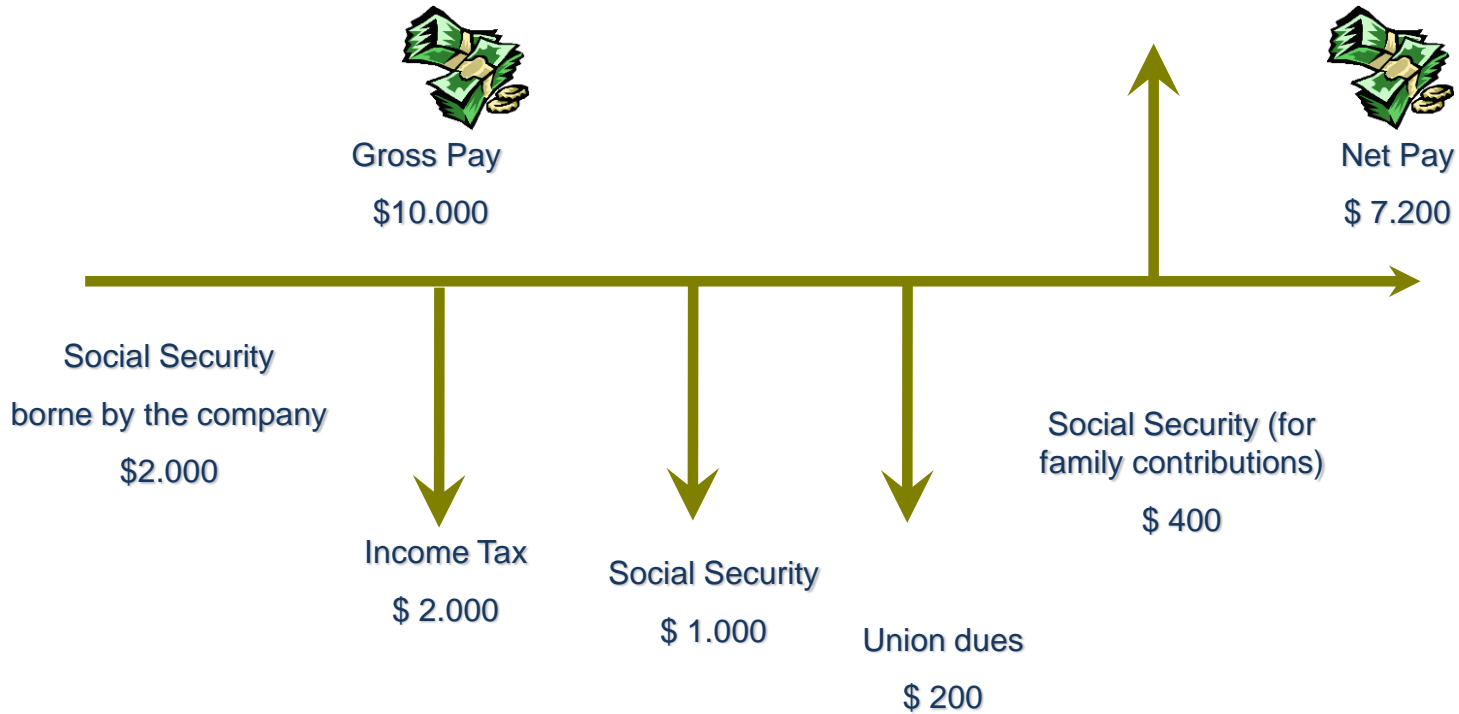 Gross Pay
$10.000
Net Pay
$ 7.200
Social Security
borne by the company
$2.000
Income Tax
$ 2.000
Social Security
$ 1.000
Union dues
$ 200
Social Security (for
family contributions)
$ 400